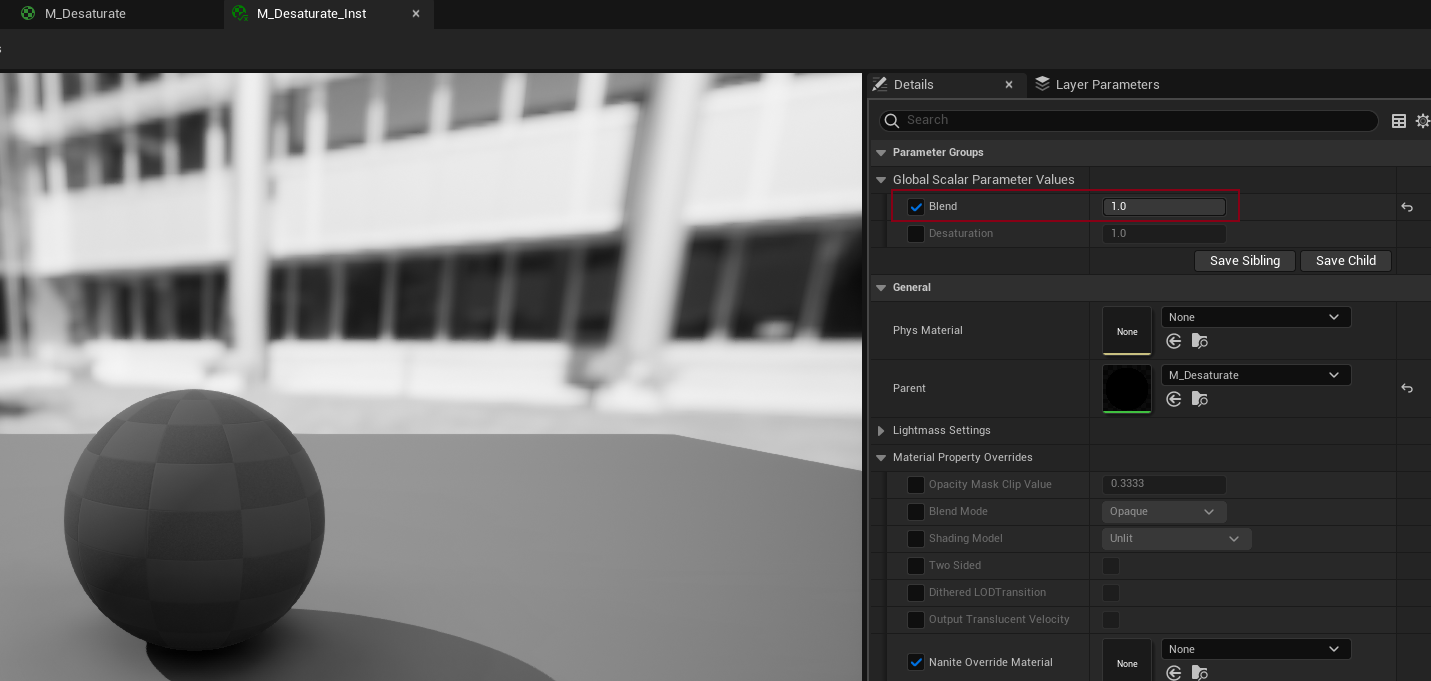 M_Desaturate
M_Desaturate_Inst
Details
Layer Parameters
Search
Parameter Groups
Global Scalar Parameter Values
Blend
1.0
Desaturation
1.0
Save Sibling
Save Child
General
Phys Material
None
None
Parent
M_Desaturate
Lightmass Settings
Material Property Overrides
Opacity Mask Clip Value
0.3333
Blend Mode
Opaque
Shading Model
Unlit
Two Sided
Dithered LODTransition
Output Translucent Velocity
Nanite Override Material
None
None